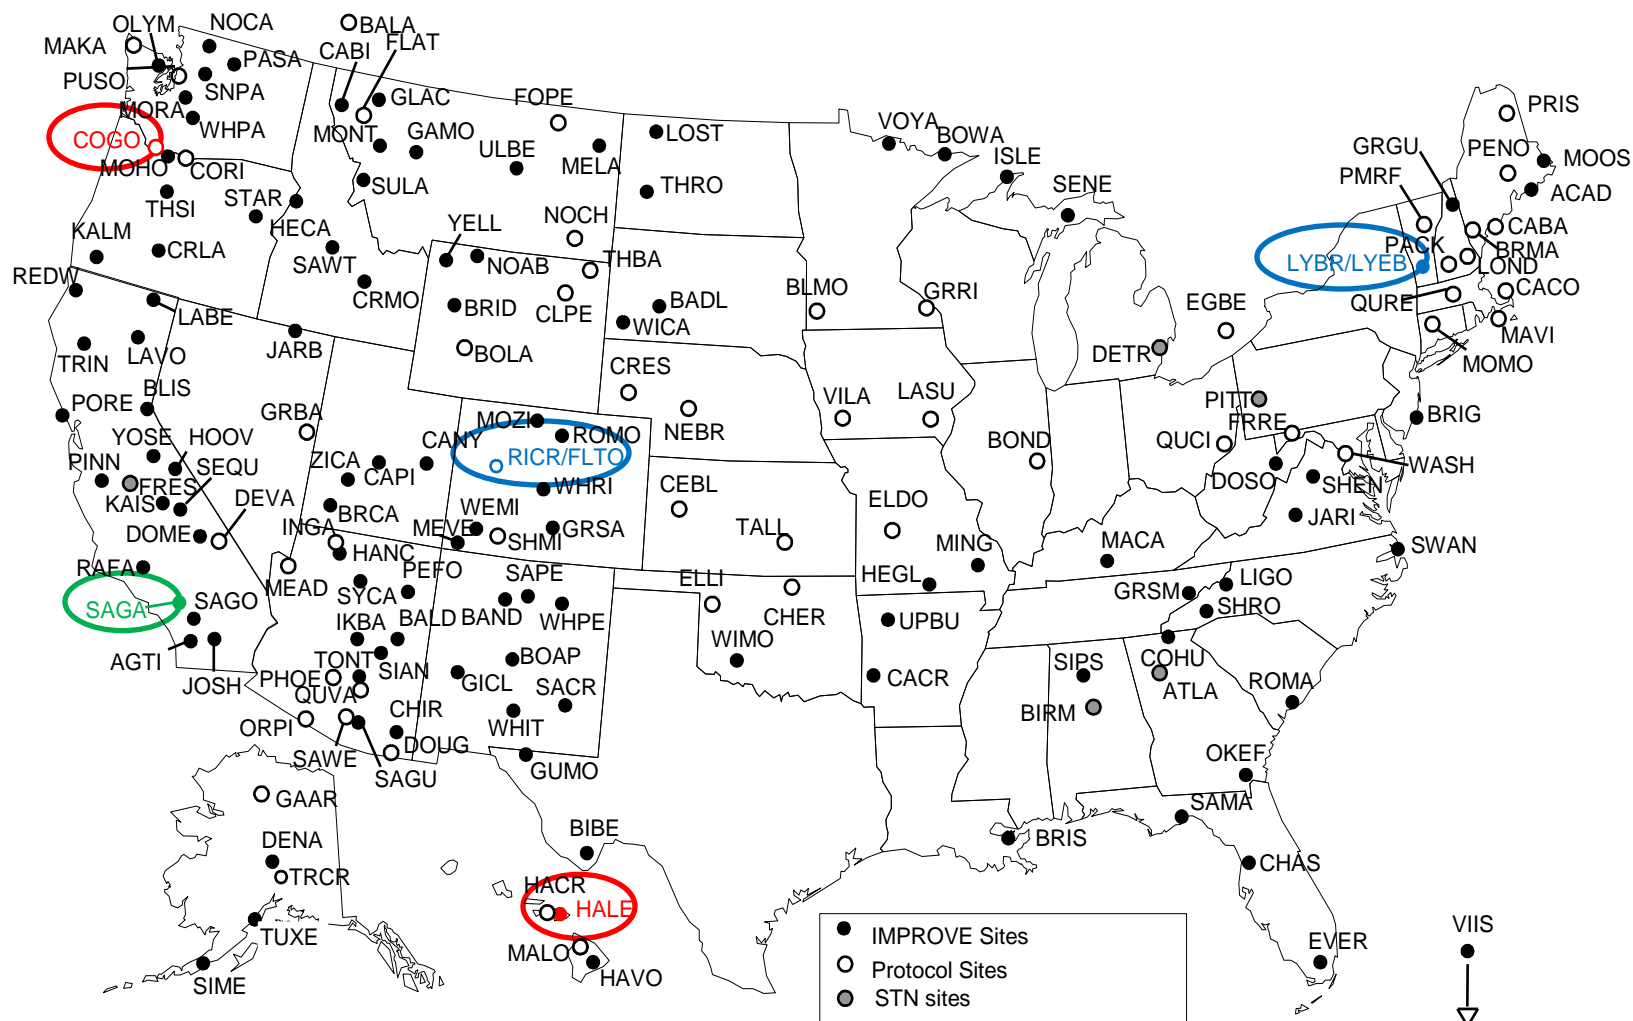 OLYM
NOCA
BALA
MAKA
CABI
FLAT
PASA
PUSO
SNPA
GLAC
FOPE
MORA
WHPA
MONT
GAMO
LOST
VOYA
BOWA
PRIS
COGO
MOHO
CORI
ULBE
MELA
ISLE
GRGU
PENO
MOOS
SULA
THRO
SENE
PMRF
ACAD
THSI
STAR
HECA
KALM
CRLA
YELL
NOCH
CABA
PACK
BRMA
SAWT
NOAB
THBA
LYBR/LYEB
LOND
REDW
CRMO
BRID
CLPE
BADL
BLMO
GRRI
EGBE
QURE
CACO
LABE
WICA
MAVI
TRIN
LAVO
JARB
BOLA
DETR
MOMO
BLIS
CRES
PORE
GRBA
MOZI
VILA
LASU
PITT
BRIG
YOSE
HOOV
CANY
ROMO
NEBR
BOND
QUCI
FRRE
PINN
SEQU
ZICA
RICR/FLTO
WASH
FRES
CAPI
WHRI
CEBL
DOSO
SHEN
KAIS
DEVA
BRCA
WEMI
ELDO
JARI
DOME
INGA
MEVE
SHMI
GRSA
TALL
MING
MACA
SWAN
RAFA
HANC
MEAD
PEFO
SAPE
ELLI
HEGL
GRSM
LIGO
SAGA
SAGO
SYCA
BALD
BAND
WHPE
CHER
SHRO
IKBA
WIMO
UPBU
AGTI
TONT
SIAN
BOAP
SIPS
COHU
JOSH
PHOE
GICL
SACR
CACR
ATLA
ROMA
QUVA
ORPI
CHIR
WHIT
BIRM
SAWE
DOUG
GUMO
OKEF
SAGU
GAAR
SAMA
BIBE
BRIS
DENA
CHAS
TRCR
HACR
HALE
TUXE
MALO
IMPROVE Sites
EVER
VIIS
SIME
HAVO
Protocol Sites
STN sites